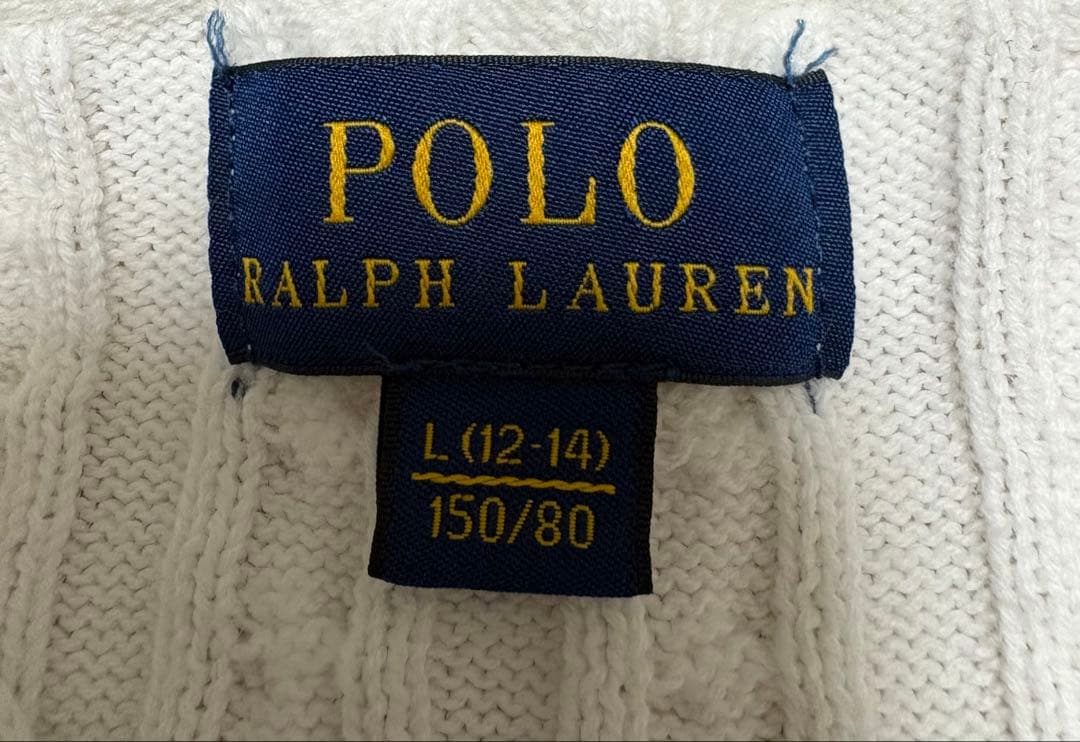 POLO
RALPH LAUREN
L (12-14)
150/80